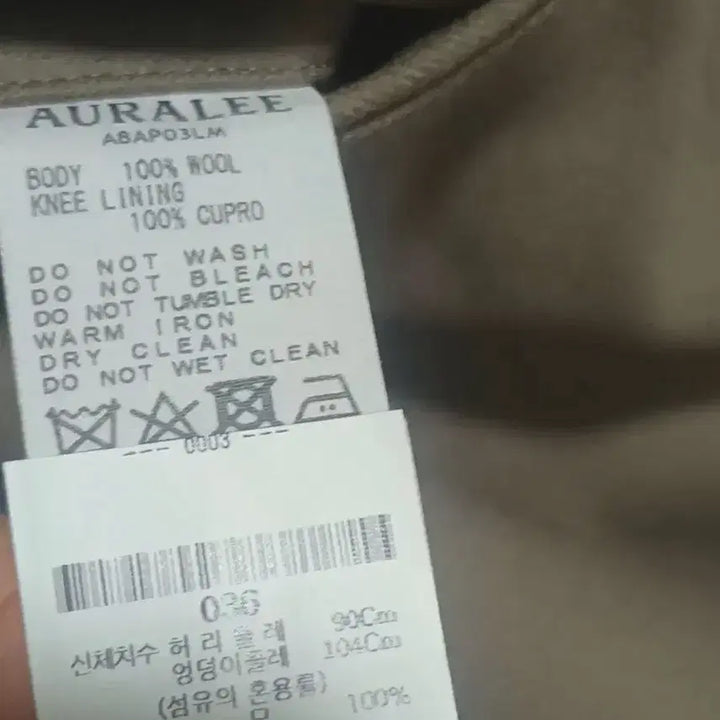 AURALEE
A8AP03LM
BODY 100% WOOL
KNEE LINING
100% CUPRO
DO NOT WASH
DO NOT BLEACH
DO NOT TUMBLE DRY
WARM IRON
DRY CLEAN
DO NOT WET CLEAN
--- 0003 ---
036
신체치수 허리둘레 90Cm
엉덩이둘레 104Cm
(섬유의 혼용률)
100%